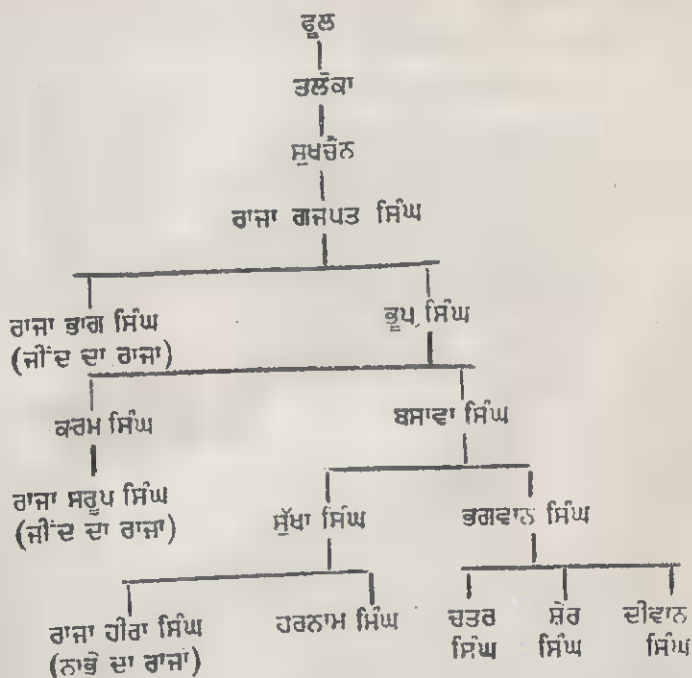 ਫੂਲ
ਤਲੋਕਾ
ਸੁਖਚੈਨ
ਰਾਜਾ ਗਜਪਤ ਸਿੰਘ
ਰਾਜਾ ਭਾਗ ਸਿੰਘ
(ਜੀਂਦ ਦਾ ਰਾਜਾ)
ਭੂਪ ਸਿੰਘ
ਕਰਮ ਸਿੰਘ
ਬਸਾਵਾ ਸਿੰਘ
ਰਾਜਾ ਸਰੂਪ ਸਿੰਘ
(ਜੀਂਦ ਦਾ ਰਾਜਾ)
ਸੁੱਖਾ ਸਿੰਘ
ਭਗਵਾਨ ਸਿੰਘ
ਰਾਜਾ ਹੀਰਾ ਸਿੰਘ
(ਨਾਭੇ ਦਾ ਰਾਜਾ)
ਹਰਨਾਮ ਸਿੰਘ
ਚਤਰ
ਸਿੰਘ
ਸ਼ੇਰ
ਸਿੰਘ
ਦੀਵਾਨ
ਸਿੰਘ